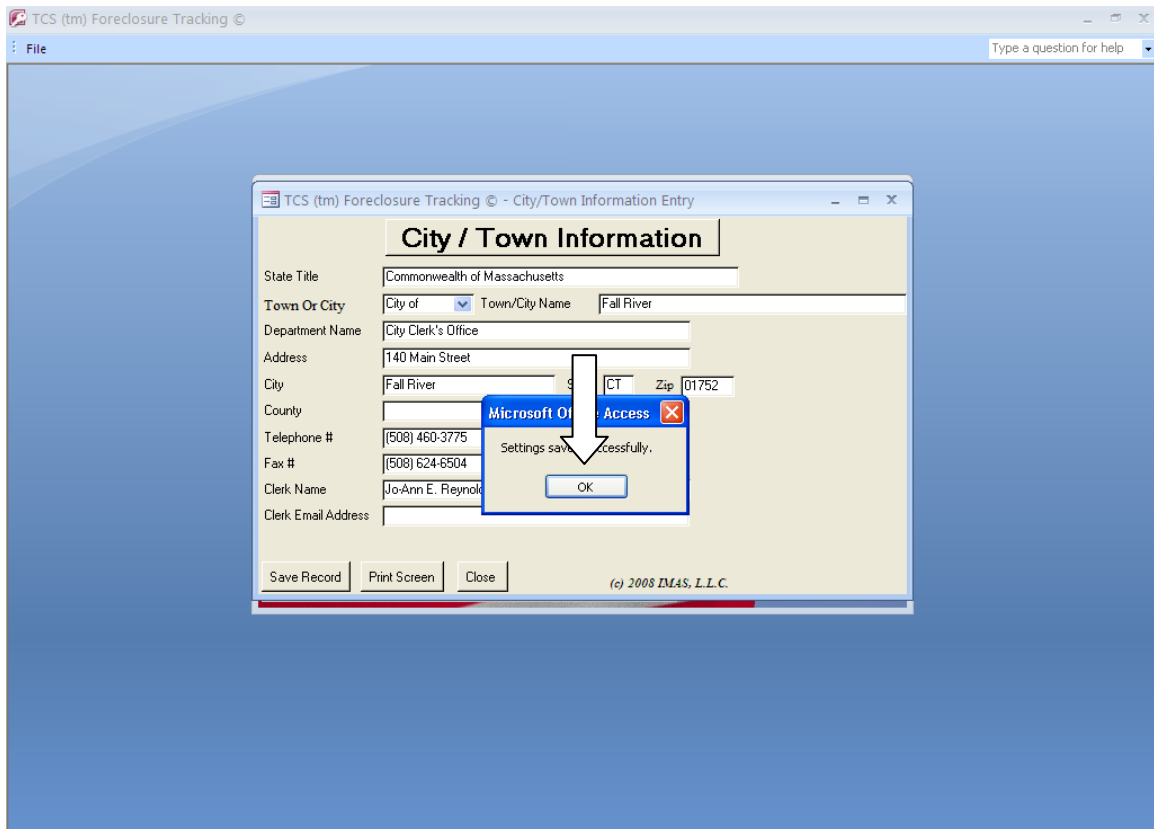 TCS (tm) Foreclosure Tracking ©
File Type a question for help
TCS (tm) Foreclosure Tracking © - City/Town Information Entry
City / Town Information
State Title Commonwealth of Massachusetts
Town Or City City of Town/City Name Fall River
Department Name City Clerk's Office
Address 140 Main Street
City Fall River CT Zip 01752
County
Microsoft Access
Telephone # (508) 460-3775
Settings
Fax # (508) 624-6504
OK
Clerk Name Jo-Ann E.
Clerk Email Address
Save Record Print Screen Close (c) 2008 IMAS, L.L.C.